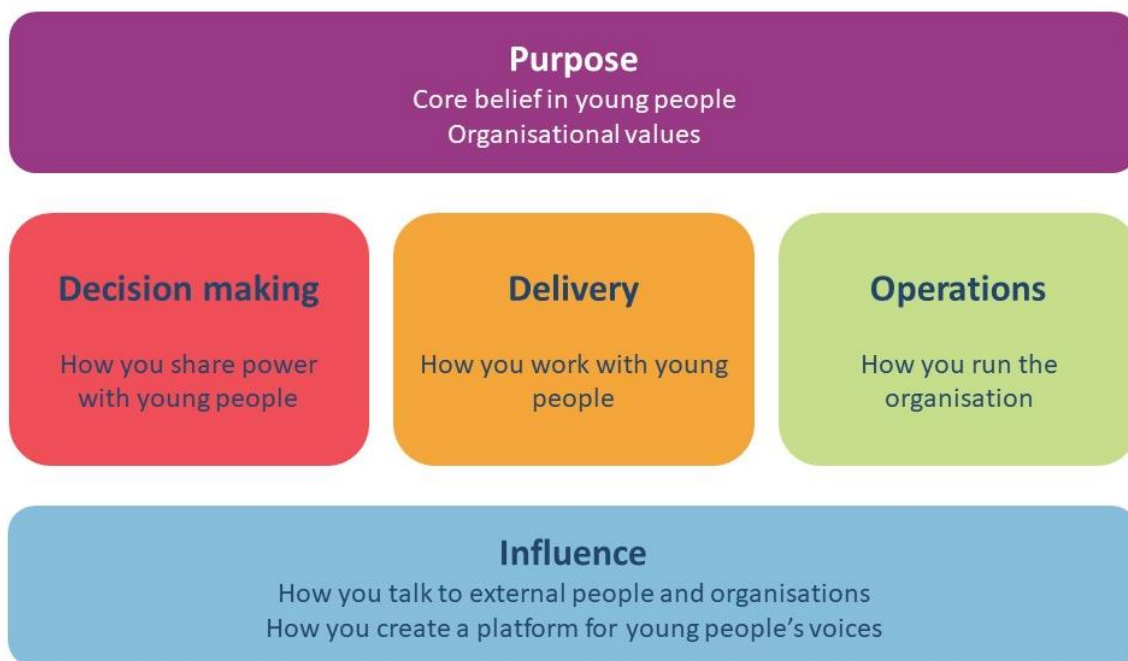 Purpose
Core belief in young people
Organisational values
Decision making
How you share power
with young people
Delivery
How you work with young
people
Operations
How you run the
organisation
Influence
How you talk to external people and organisations
How you create a platform for young people’s voices